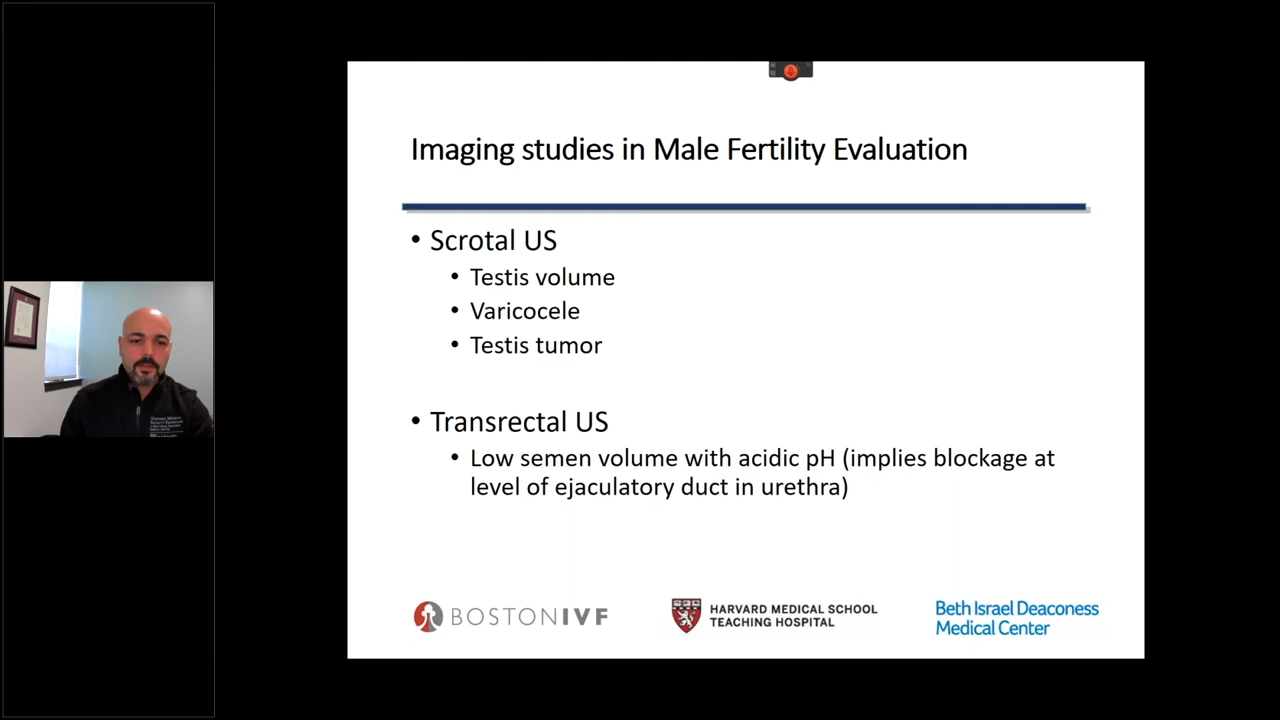 Imaging studies in Male Fertility Evaluation
• Scrotal US
• Testis volume
• Varicocele
• Testis tumor
• Transrectal US
• Low semen volume with acidic pH (implies blockage at
level of ejaculatory duct in urethra)
BOSTONIVF
HARVARD MEDICAL SCHOOL
TEACHING HOSPITAL
Beth Israel Deaconess
Medical Center